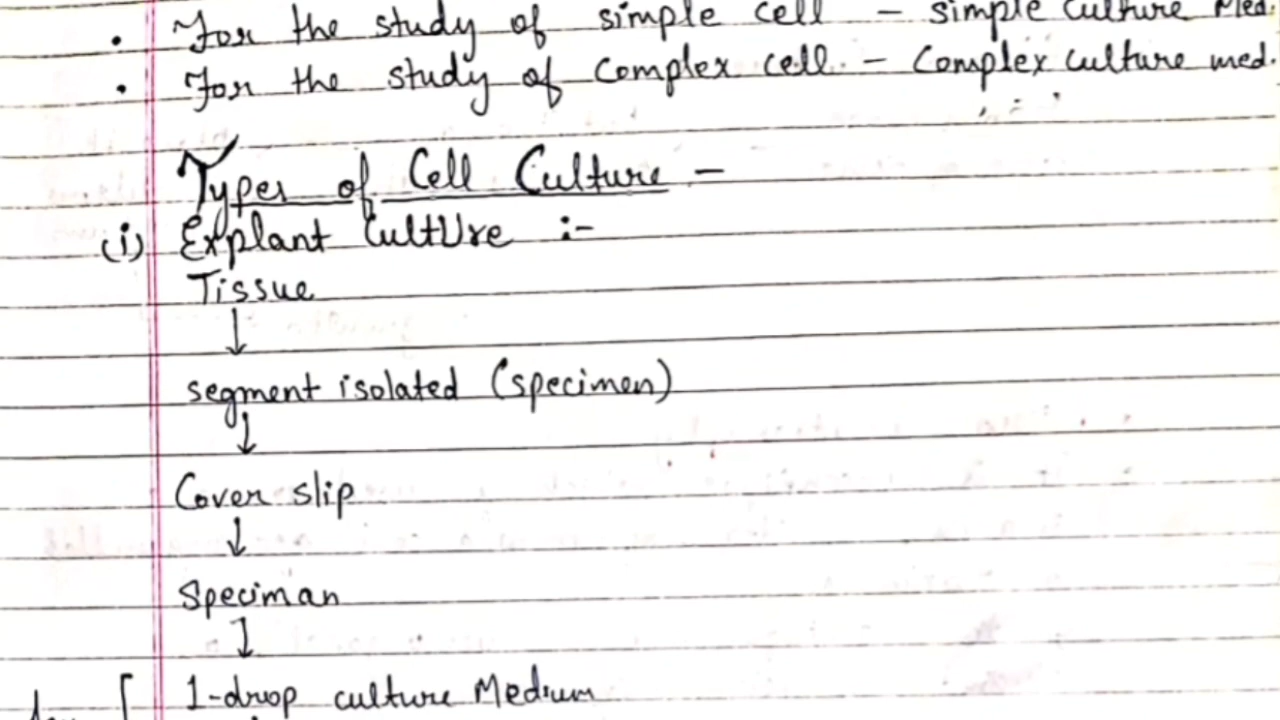 • For the study of simple cell – simple culture Med.
• For the study of complex cell – Complex culture med.
Types of Cell Culture –
(i) Explant CultUre :-
Tissue
↓
segment isolated (specimen)
↓
Cover slip
↓
Speciman
↓
[ 1-drop culture Medium